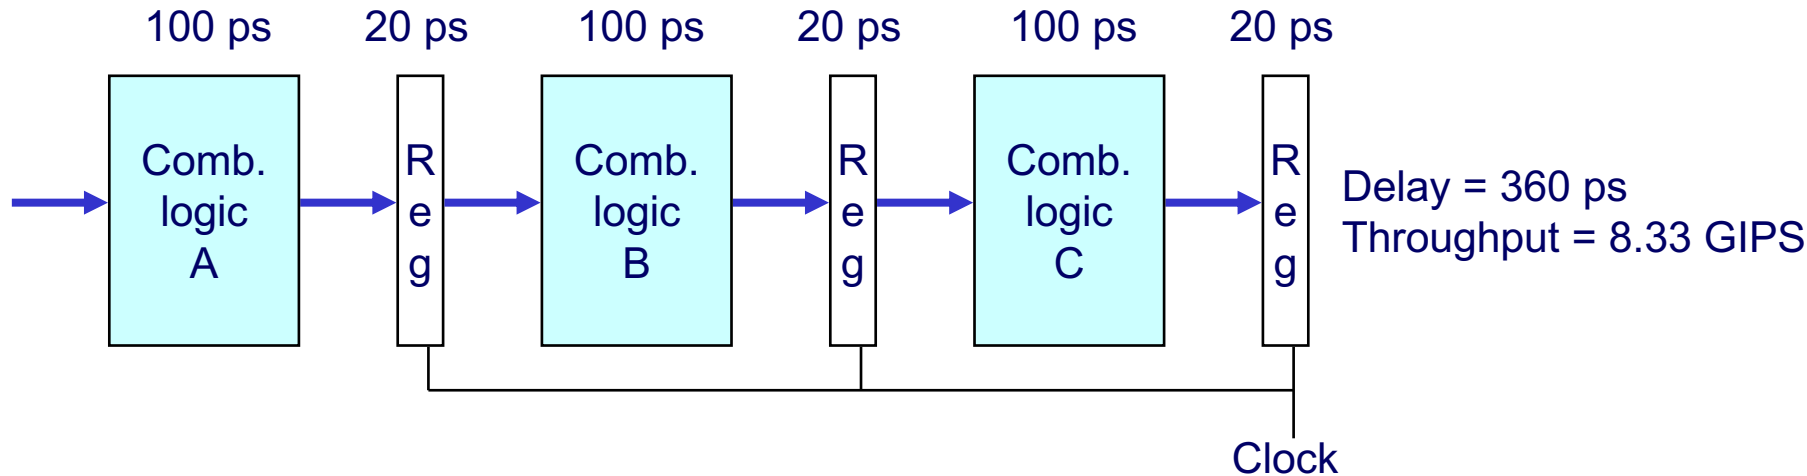 100 ps 20 ps 100 ps 20 ps 100 ps 20 ps
Comb.
logic
A
R
e
g
Comb.
logic
B
R
e
g
Comb.
logic
C
R
e
g
Delay = 360 ps
Throughput = 8.33 GIPS
Clock